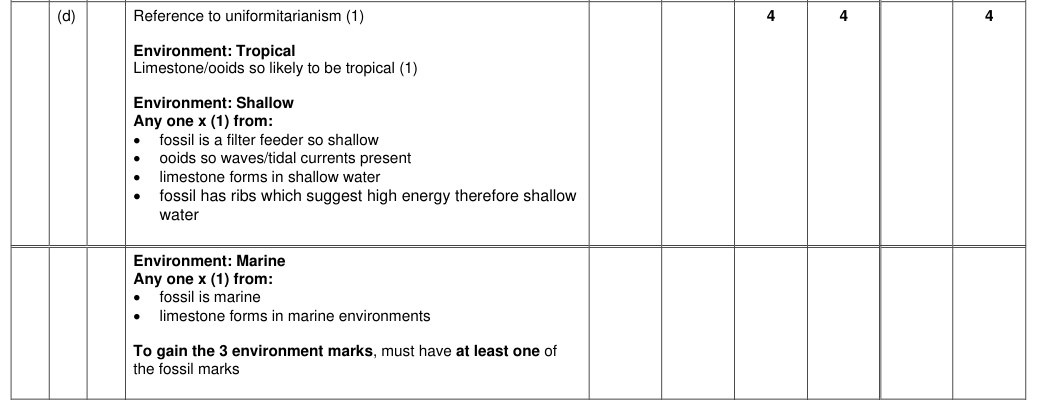 (d) Reference to uniformitarianism (1) 4 4 4
Environment: Tropical
Limestone/ooids so likely to be tropical (1)
Environment: Shallow
Any one x (1) from:
• fossil is a filter feeder so shallow
• ooids so waves/tidal currents present
• limestone forms in shallow water
• fossil has ribs which suggest high energy therefore shallow
water
Environment: Marine
Any one x (1) from:
• fossil is marine
• limestone forms in marine environments
To gain the 3 environment marks, must have at least one of
the fossil marks